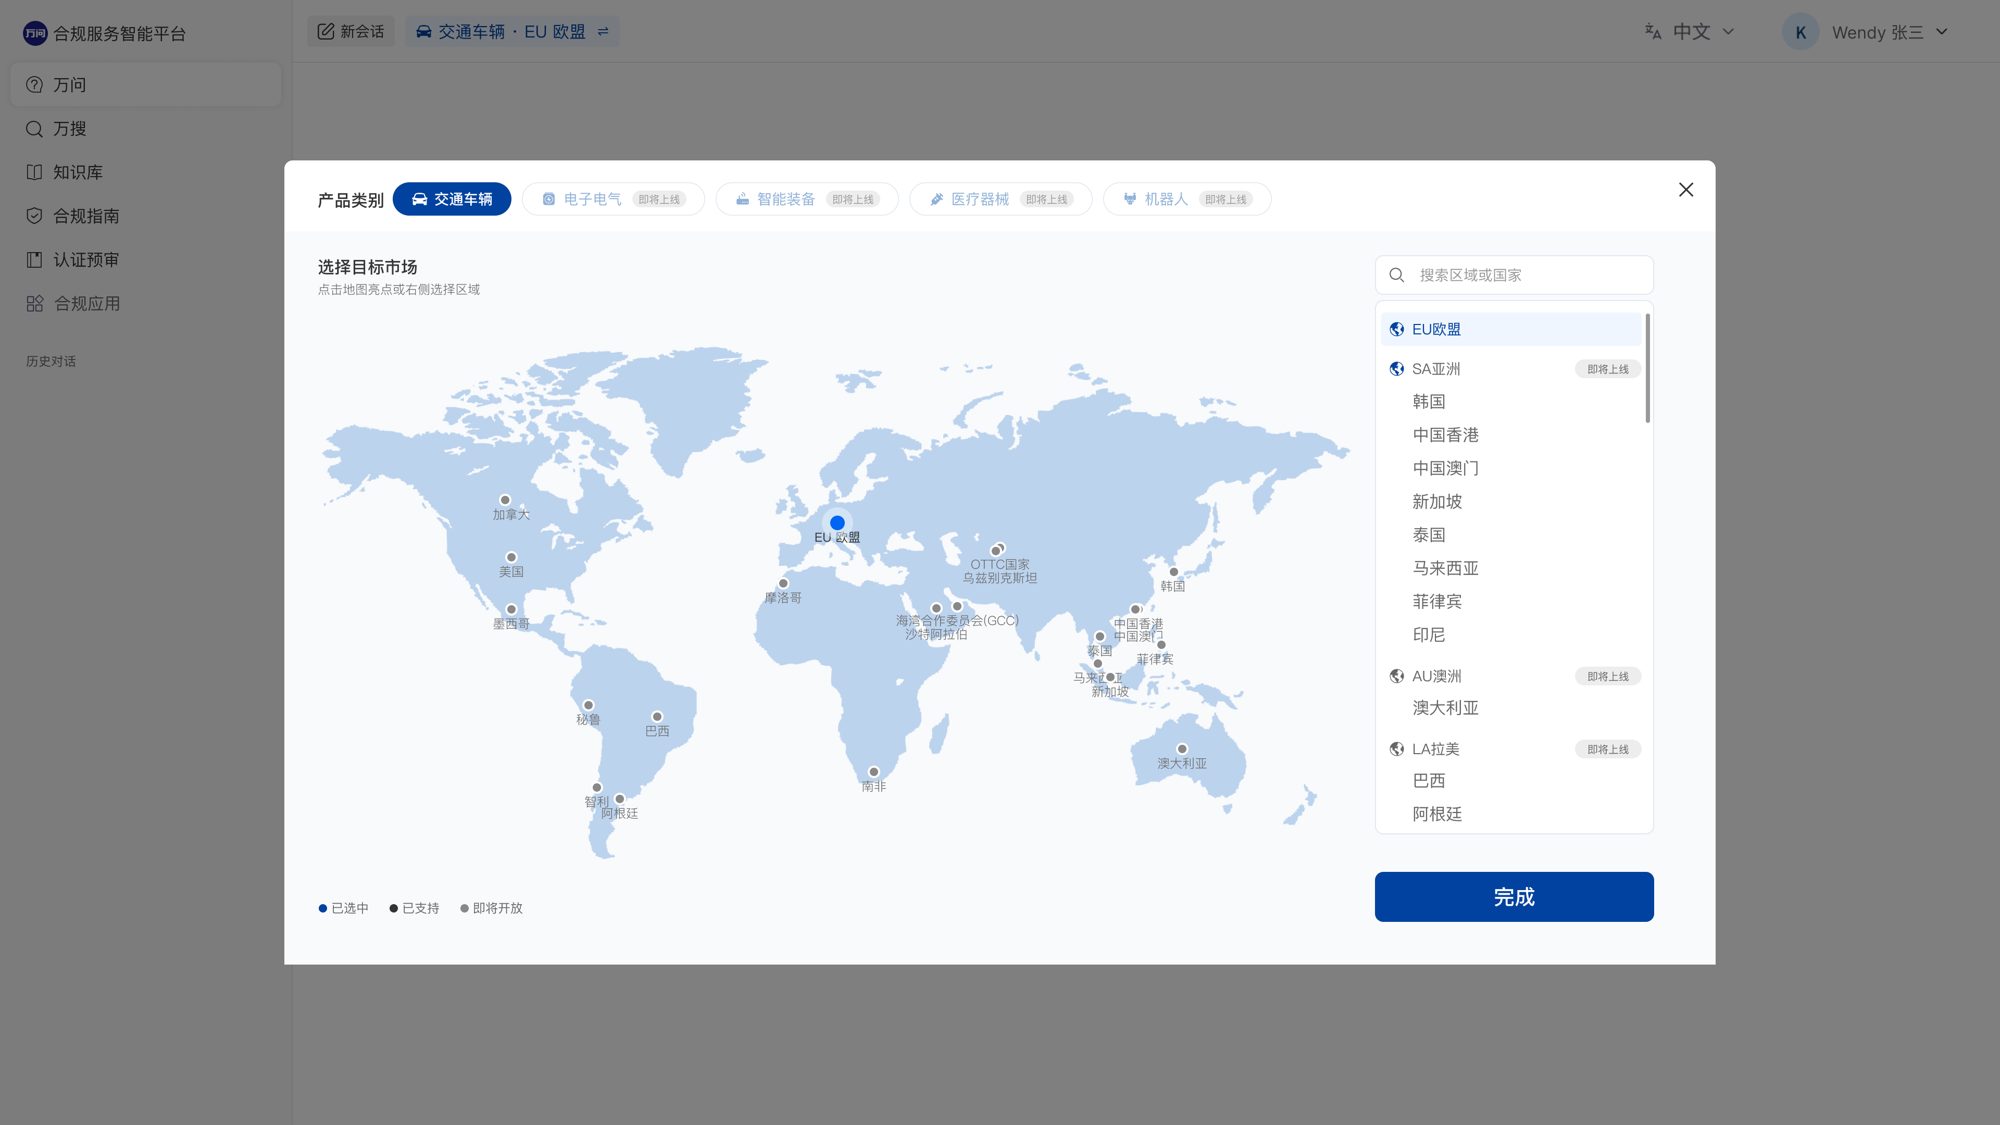 万问 合规服务智能平台
新会话
交通车辆 · EU 欧盟
中文
K
Wendy 张三
万问
万搜
知识库
合规指南
认证预审
合规应用
历史对话
产品类别
交通车辆
电子电气 即将上线
智能装备 即将上线
医疗器械 即将上线
机器人 即将上线
选择目标市场
点击地图亮点或右侧选择区域
加拿大
美国
墨西哥
EU 欧盟
摩洛哥
OTTC国家
乌兹别克斯坦
韩国
海湾合作委员会(GCC)
沙特阿拉伯
中国香港
中国澳门
泰国
菲律宾
马来西亚
新加坡
秘鲁
巴西
智利
阿根廷
南非
澳大利亚
已选中
已支持
即将开放
搜索区域或国家
EU欧盟
SA亚洲 即将上线
韩国
中国香港
中国澳门
新加坡
泰国
马来西亚
菲律宾
印尼
AU澳洲 即将上线
澳大利亚
LA拉美 即将上线
巴西
阿根廷
完成